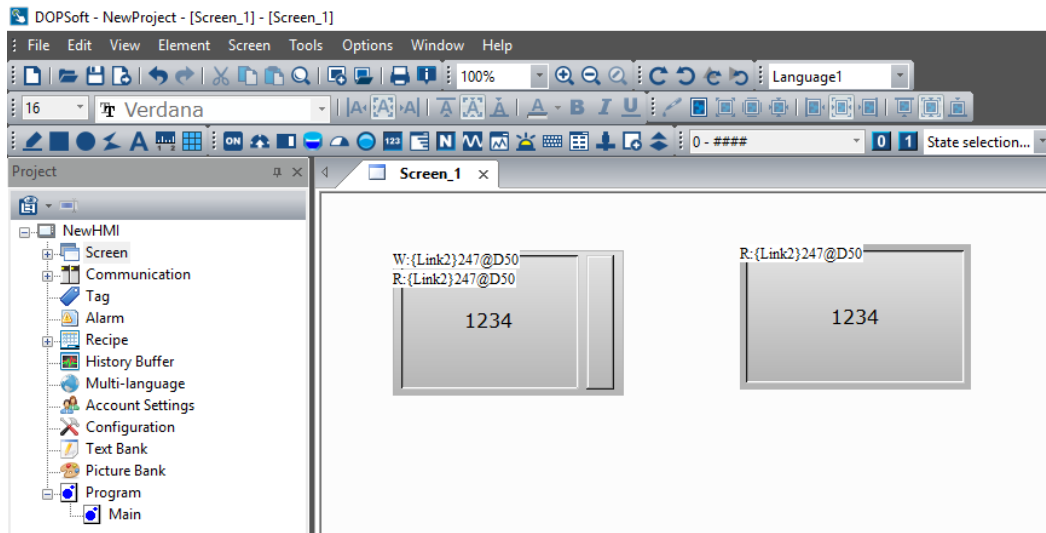 DOPSoft - NewProject - [Screen_1] - [Screen_1]
File Edit View Element Screen Tools Options Window Help
100% Language1
16 Verdana
0 - #### 0 1 State selection...
Project
Screen_1
NewHMI
Screen
Communication
Tag
Alarm
Recipe
History Buffer
Multi-language
Account Settings
Configuration
Text Bank
Picture Bank
Program
Main
W:{Link2}247@D50
R:{Link2}247@D50
1234
R:{Link2}247@D50
1234